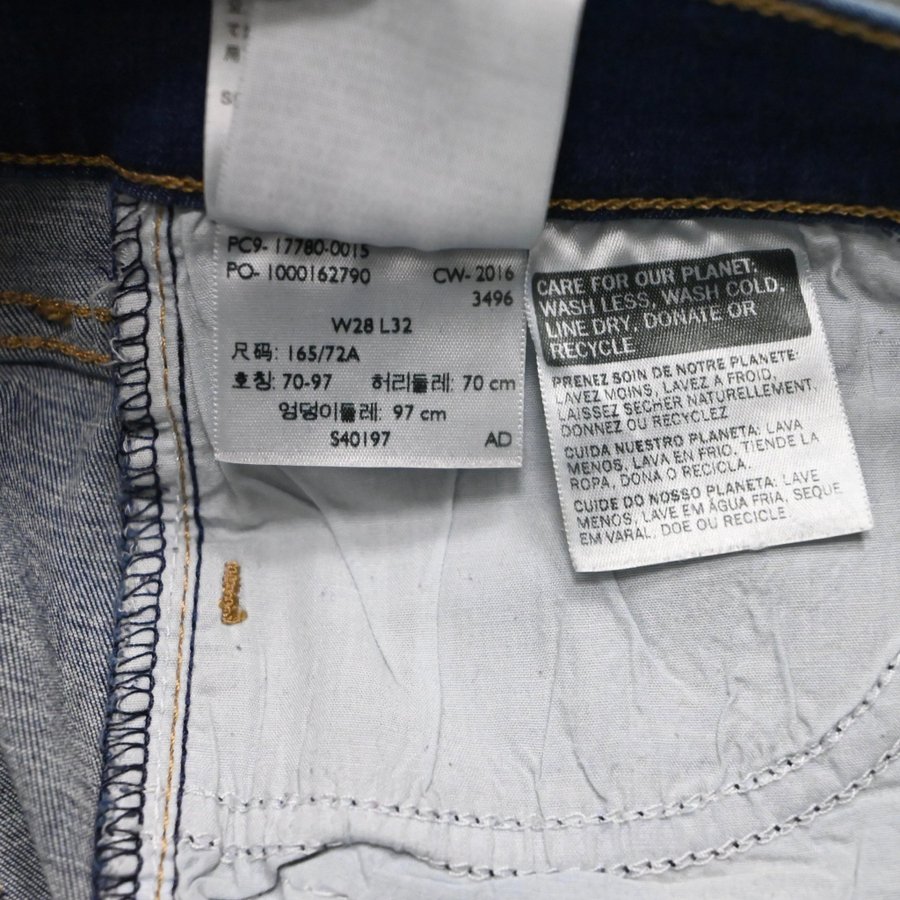 PC9- 17780-0015
PO- 1000162790 CW- 2016
3496
W28 L32
尺码: 165/72A
호칭: 70-97 허리둘레: 70 cm
엉덩이둘레: 97 cm
S40197 AD
CARE FOR OUR PLANET:
WASH LESS, WASH COLD,
LINE DRY, DONATE OR
RECYCLE
PRENEZ SOIN DE NOTRE PLANETE:
LAVEZ MOINS, LAVEZ A FROID,
LAISSEZ SECHER NATURELLEMENT,
DONNEZ OU RECYCLEZ
CUIDA NUESTRO PLANETA: LAVA
MENOS, LAVA EN FRIO, TIENDE LA
ROPA, DONA O RECICLA.
CUIDE DO NOSSO PLANETA: LAVE
MENOS, LAVE EM ÁGUA FRIA, SEQUE
EM VARAL, DOE OU RECICLE